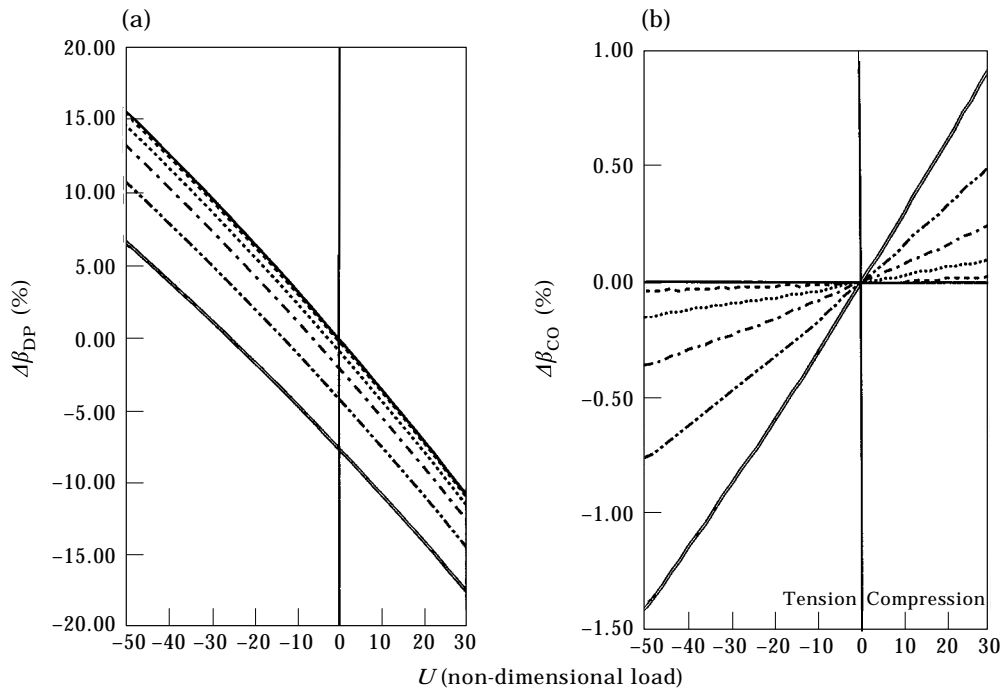 (a)
20.00
15.00
10.00
5.00
0.00
−5.00
−10.00
−15.00
−20.00
ΔβDP (%)
−50 −40 −30 −20 −10 0 10 20 30
(b)
1.00
0.50
0.00
−0.50
−1.00
−1.50
ΔβCO (%)
Tension Compression
−50 −40 −30 −20 −10 0 10 20 30
U (non-dimensional load)